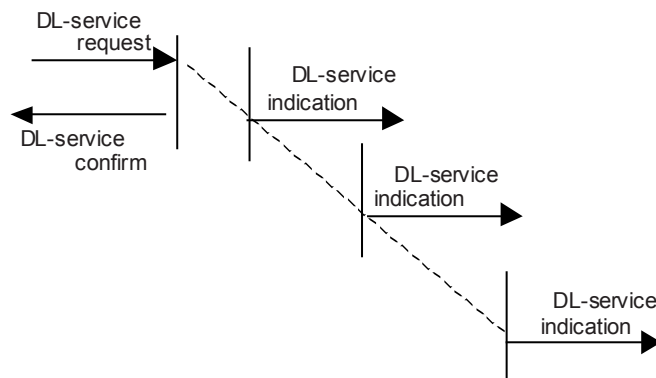 DL-service
request
DL-service
confirm
DL-service
indication
DL-service
indication
DL-service
indication